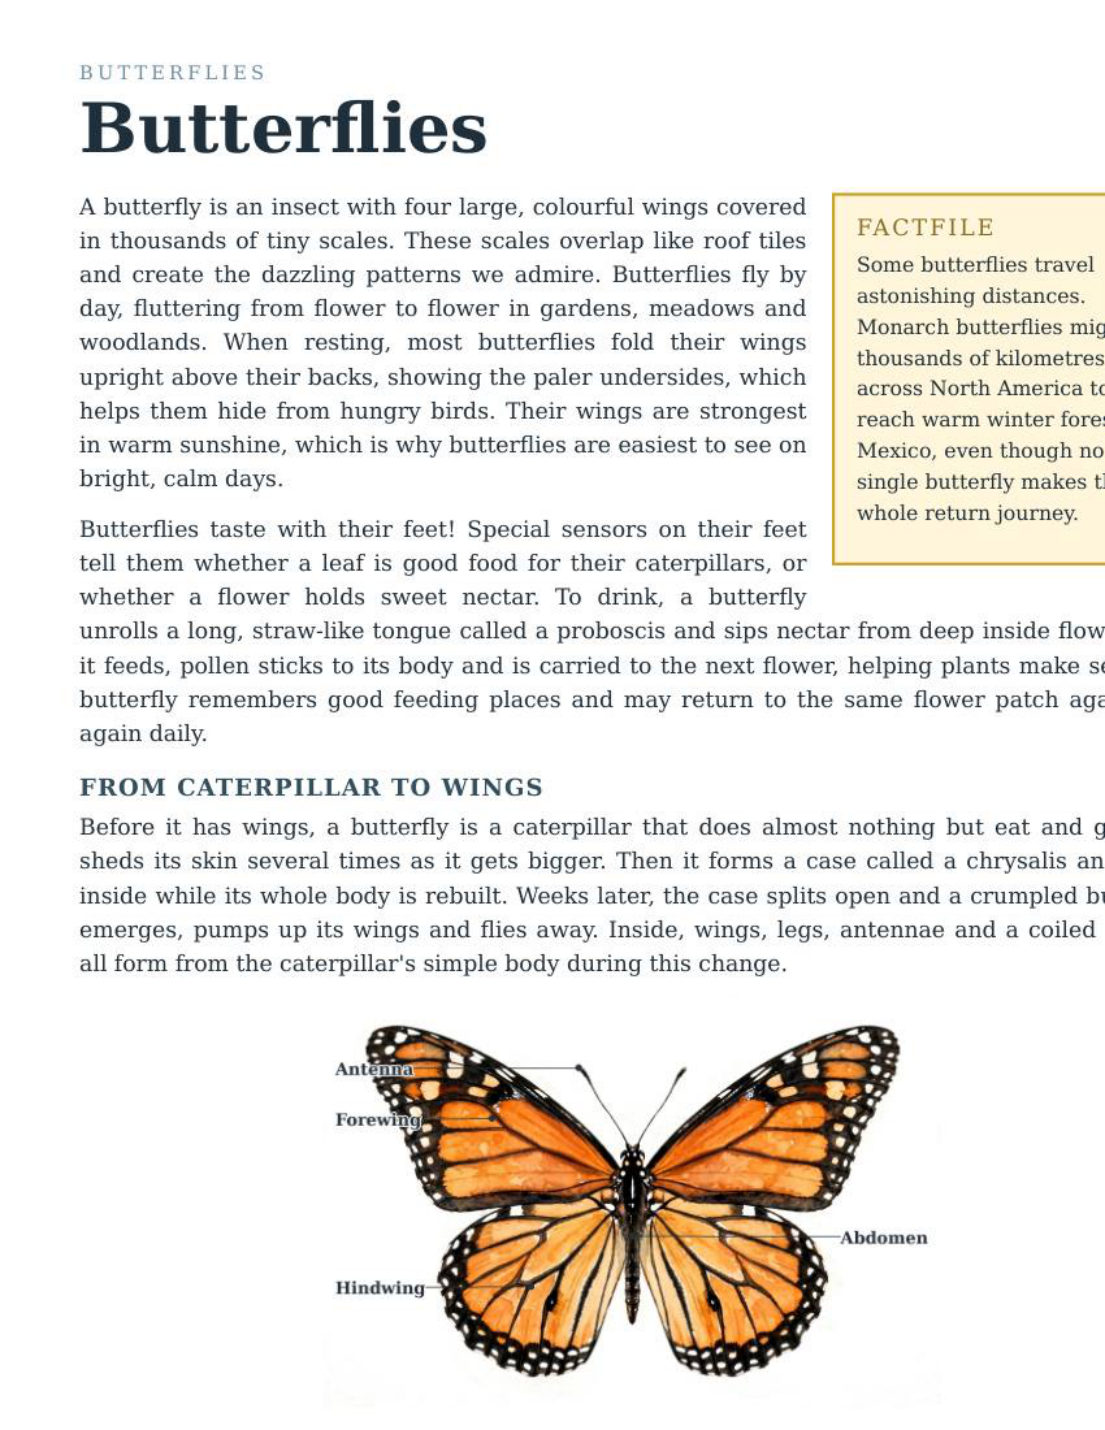 BUTTERFLIES
Butterflies
A butterfly is an insect with four large, colourful wings covered
in thousands of tiny scales. These scales overlap like roof tiles
and create the dazzling patterns we admire. Butterflies fly by
day, fluttering from flower to flower in gardens, meadows and
woodlands. When resting, most butterflies fold their wings
upright above their backs, showing the paler undersides, which
helps them hide from hungry birds. Their wings are strongest
in warm sunshine, which is why butterflies are easiest to see on
bright, calm days.
FACTFILE
Some butterflies travel
astonishing distances.
Monarch butterflies
thousands of kilometres
across North America
reach warm winter
Mexico, even though no
single butterfly makes
whole return journey.
Butterflies taste with their feet! Special sensors on their feet
tell them whether a leaf is good food for their caterpillars, or
whether a flower holds sweet nectar. To drink, a butterfly
unrolls a long, straw-like tongue called a proboscis and sips nectar from deep inside
it feeds, pollen sticks to its body and is carried to the next flower, helping plants make
butterfly remembers good feeding places and may return to the same flower patch
again daily.
FROM CATERPILLAR TO WINGS
Before it has wings, a butterfly is a caterpillar that does almost nothing but eat and
sheds its skin several times as it gets bigger. Then it forms a case called a chrysalis
inside while its whole body is rebuilt. Weeks later, the case splits open and a crumpled
emerges, pumps up its wings and flies away. Inside, wings, legs, antennae and a coiled
all form from the caterpillar's simple body during this change.
Antenna
Forewing
Abdomen
Hindwing